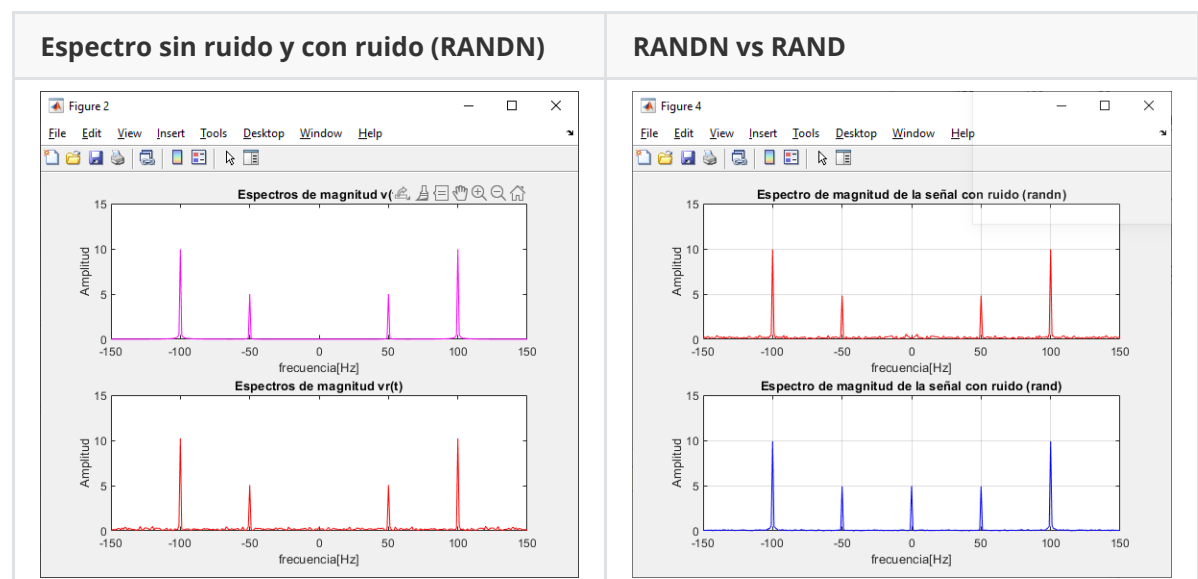 Espectro sin ruido y con ruido (RANDN)
RANDN vs RAND
Figure 2
File Edit View Insert Tools Desktop Window Help
Espectros de magnitud v(
15
10
5
0
Amplitud
-150 -100 -50 0 50 100 150
frecuencia[Hz]
Espectros de magnitud vr(t)
15
10
5
0
Amplitud
-150 -100 -50 0 50 100 150
frecuencia[Hz]
Figure 4
File Edit View Insert Tools Desktop Window Help
Espectro de magnitud de la señal con ruido (randn)
15
10
5
0
Amplitud
-150 -100 -50 0 50 100 150
frecuencia[Hz]
Espectro de magnitud de la señal con ruido (rand)
15
10
5
0
Amplitud
-150 -100 -50 0 50 100 150
frecuencia[Hz]